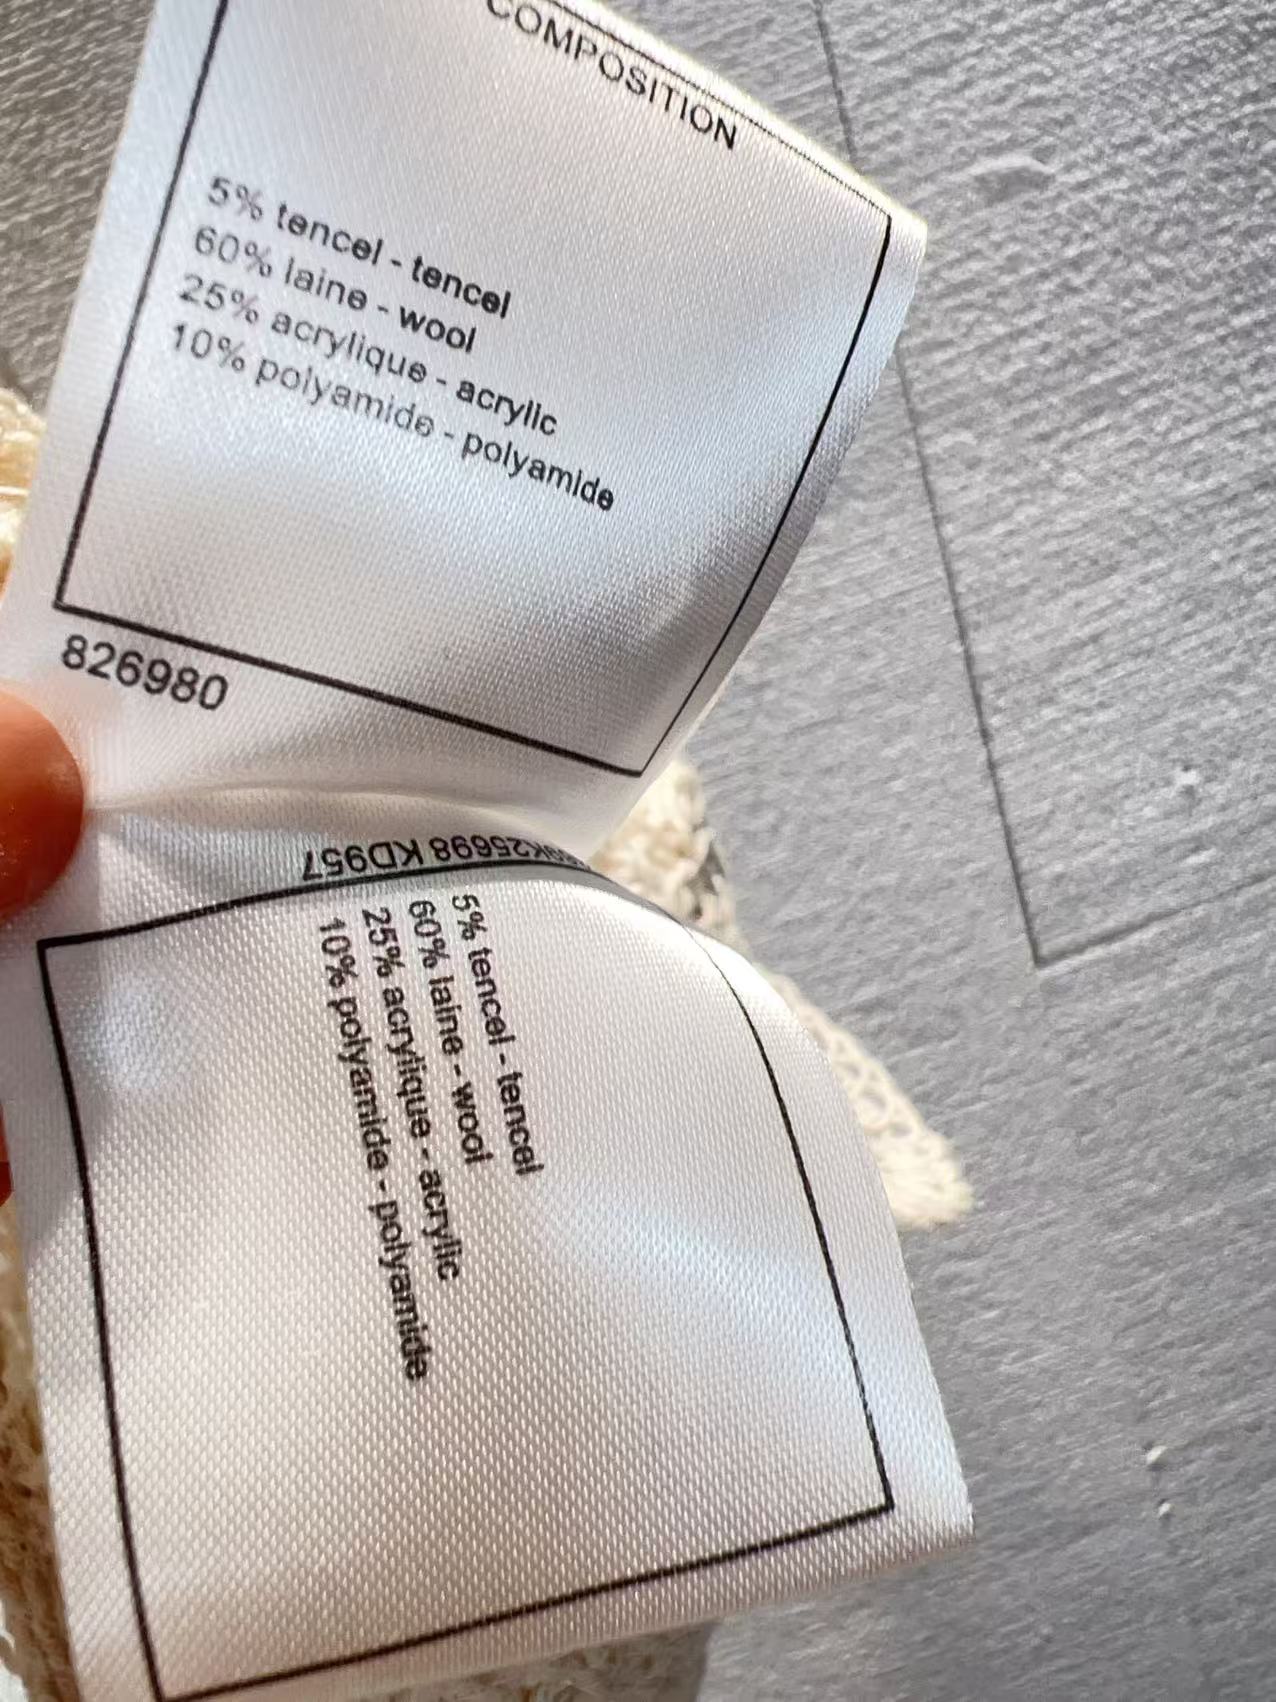 COMPOSITION
5% tencel - tencel
60% laine - wool
25% acrylique - acrylic
10% polyamide - polyamide
826980
K25698 KD957
5% tencel - tencel
60% laine - wool
25% acrylique - acrylic
10% polyamide - polyamide